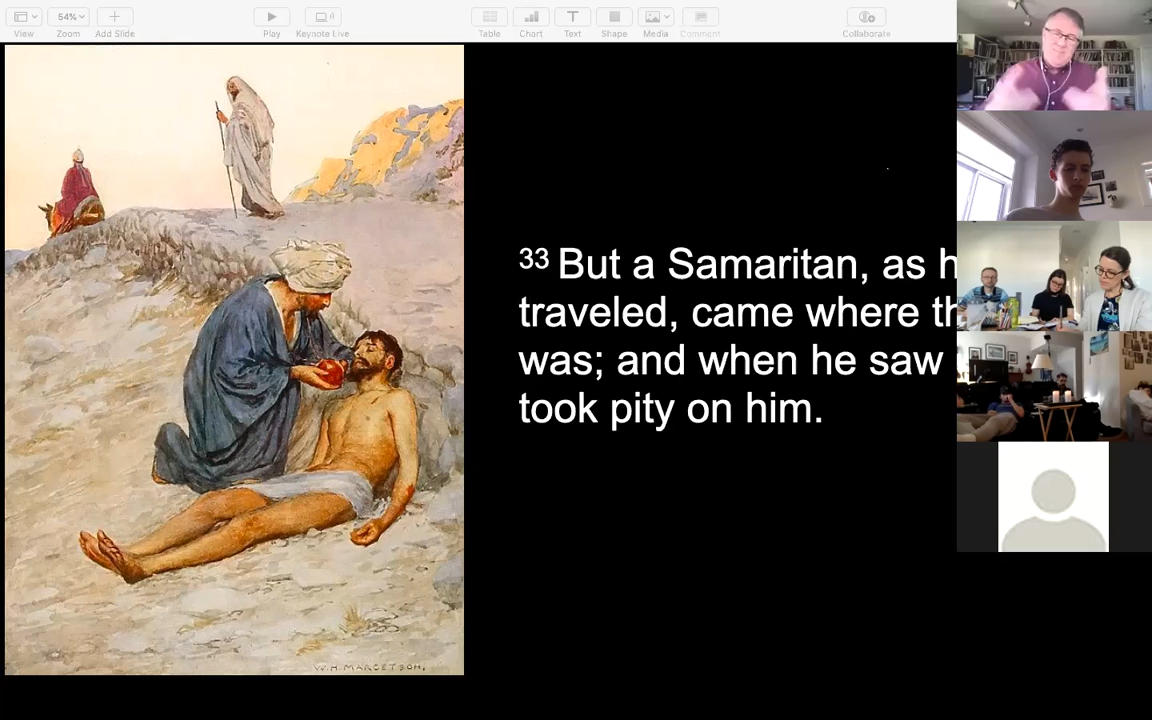 54%
View
Zoom
Add Slide
Play
Keynote Live
Table
Chart
Text
Shape
Media
Comment
Collaborate
33 But a Samaritan, as h
traveled, came where th
was; and when he saw
took pity on him.
W.H. MARGETSON.